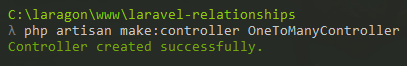 C:\laragon\www\laravel-relationships
λ php artisan make:controller OneToManyController
Controller created successfully.